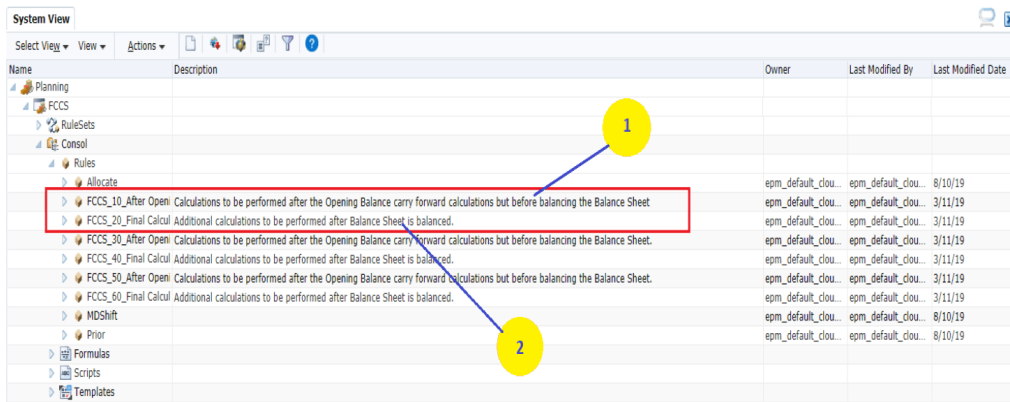 System View
Select View View Actions
Name Description Owner Last Modified By Last Modified Date
Planning
FCCS
RuleSets
Consol
1
Rules
Allocate epm_default_clou... epm_default_clou... 8/10/19
FCCS_10_After Openi Calculations to be performed after the Opening Balance carry forward calculations but before balancing the Balance Sheet epm_default_clou... epm_default_clou... 3/11/19
FCCS_20_Final Calcul Additional calculations to be performed after Balance Sheet is balanced. epm_default_clou... epm_default_clou... 3/11/19
FCCS_30_After Openi Calculations to be performed after the Opening Balance carry forward calculations but before balancing the Balance Sheet. epm_default_clou... epm_default_clou... 3/11/19
FCCS_40_Final Calcul Additional calculations to be performed after Balance Sheet is balanced. epm_default_clou... epm_default_clou... 3/11/19
FCCS_50_After Openi Calculations to be performed after the Opening Balance carry forward calculations but before balancing the Balance Sheet. epm_default_clou... epm_default_clou... 3/11/19
FCCS_60_Final Calcul Additional calculations to be performed after Balance Sheet is balanced. epm_default_clou... epm_default_clou... 3/11/19
MDShift epm_default_clou... epm_default_clou... 8/10/19
Prior epm_default_clou... epm_default_clou... 8/10/19
2
Formulas
Scripts
Templates